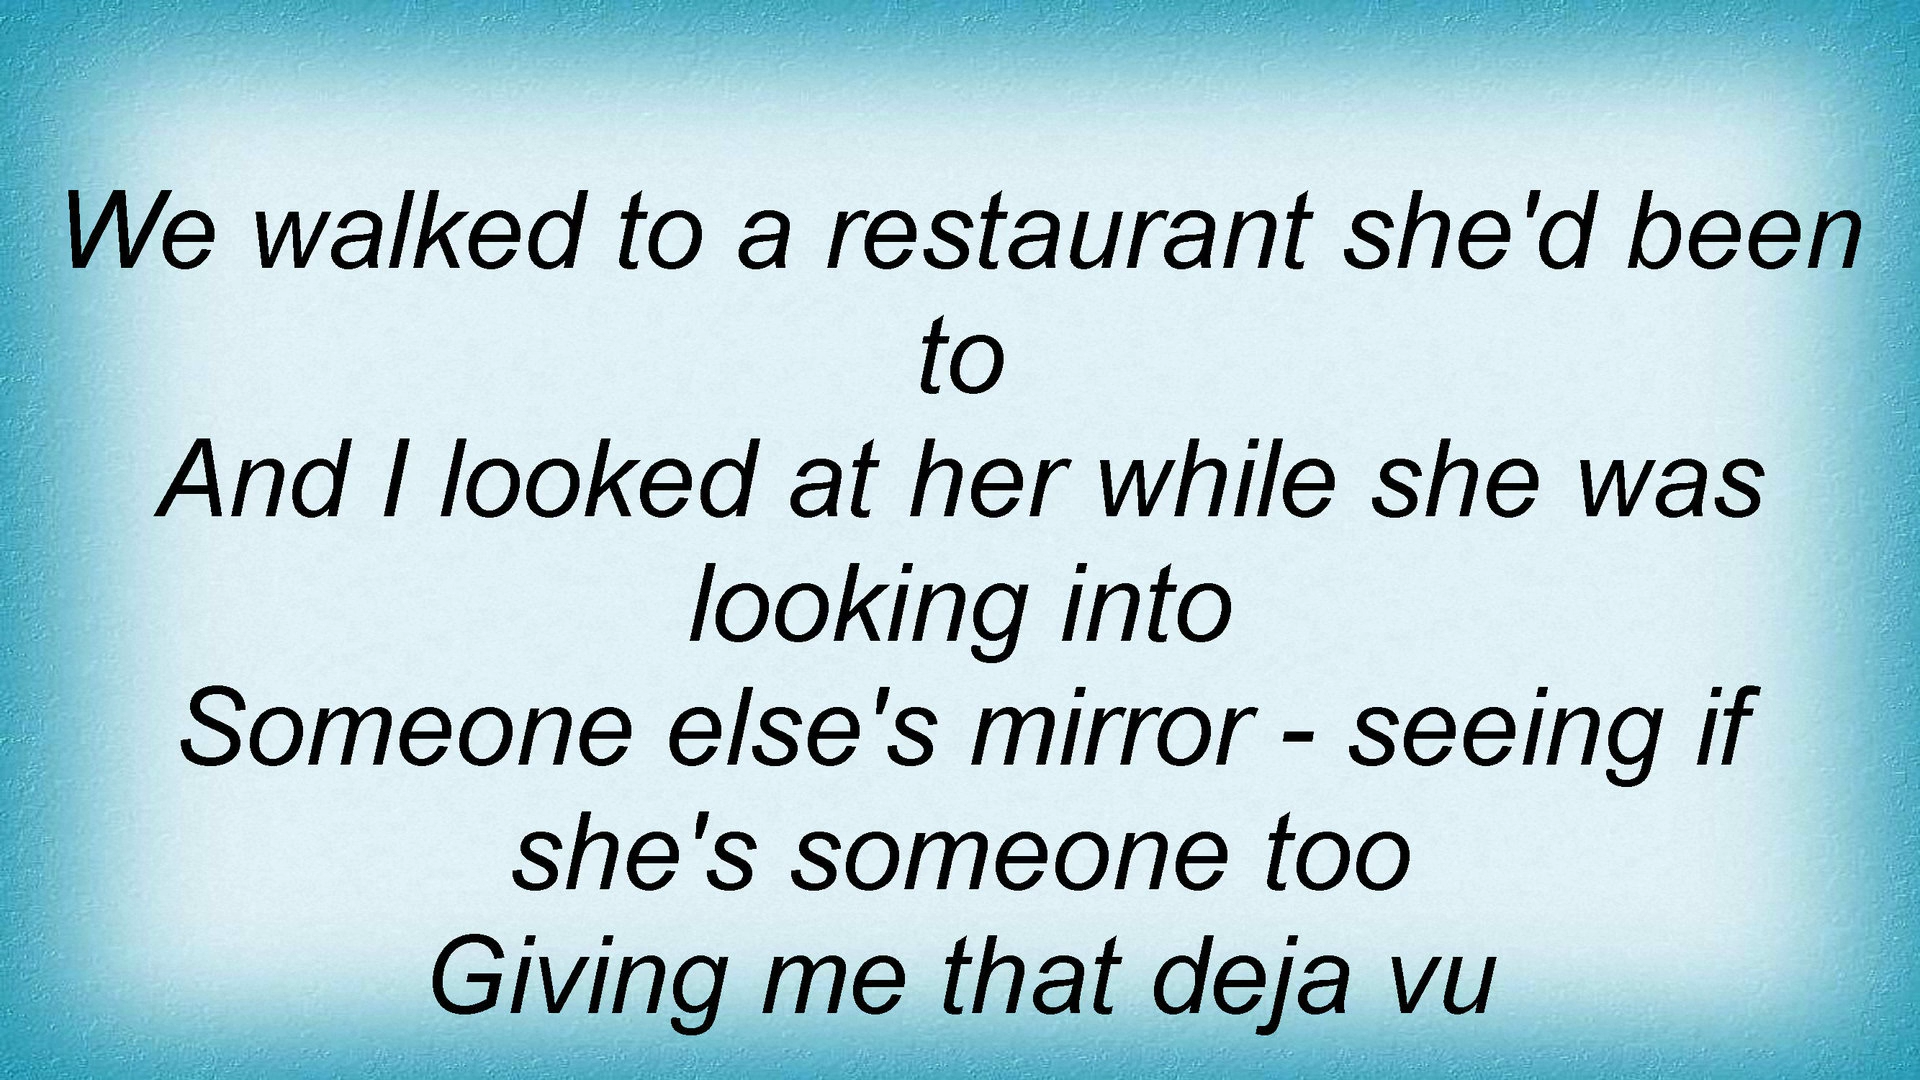 We walked to a restaurant she'd been
to
And I looked at her while she was
looking into
Someone else's mirror - seeing if
she's someone too
Giving me that deja vu